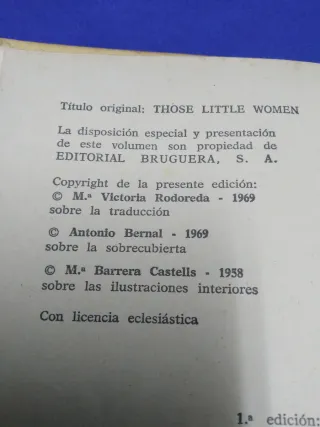 Título original: THOSE LITTLE WOMEN
La disposición especial y presentación
de este volumen son propiedad de
EDITORIAL BRUGUERA, S. A.
Copyright de la presente edición:
© M.ª Victoria Rodoreda - 1969
sobre la traducción
© Antonio Bernal - 1969
sobre la sobrecubierta
© M.ª Barrera Castells - 1958
sobre las ilustraciones interiores
Con licencia eclesiástica
1.ª edición: